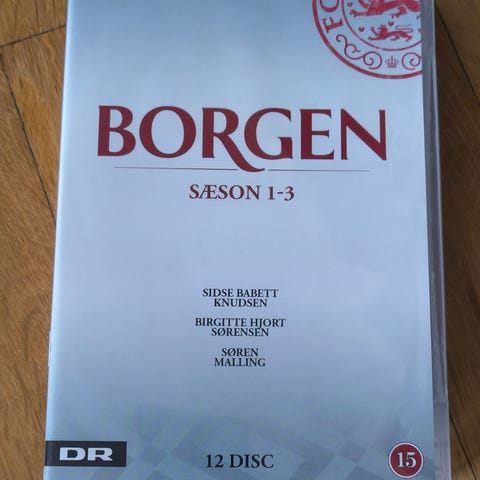 BORGEN
SÆSON 1-3
SIDSE BABETT
KNUDSEN
BIRGITTE HJORT
SØRENSEN
SØREN
MALLING
DR
12 DISC
15